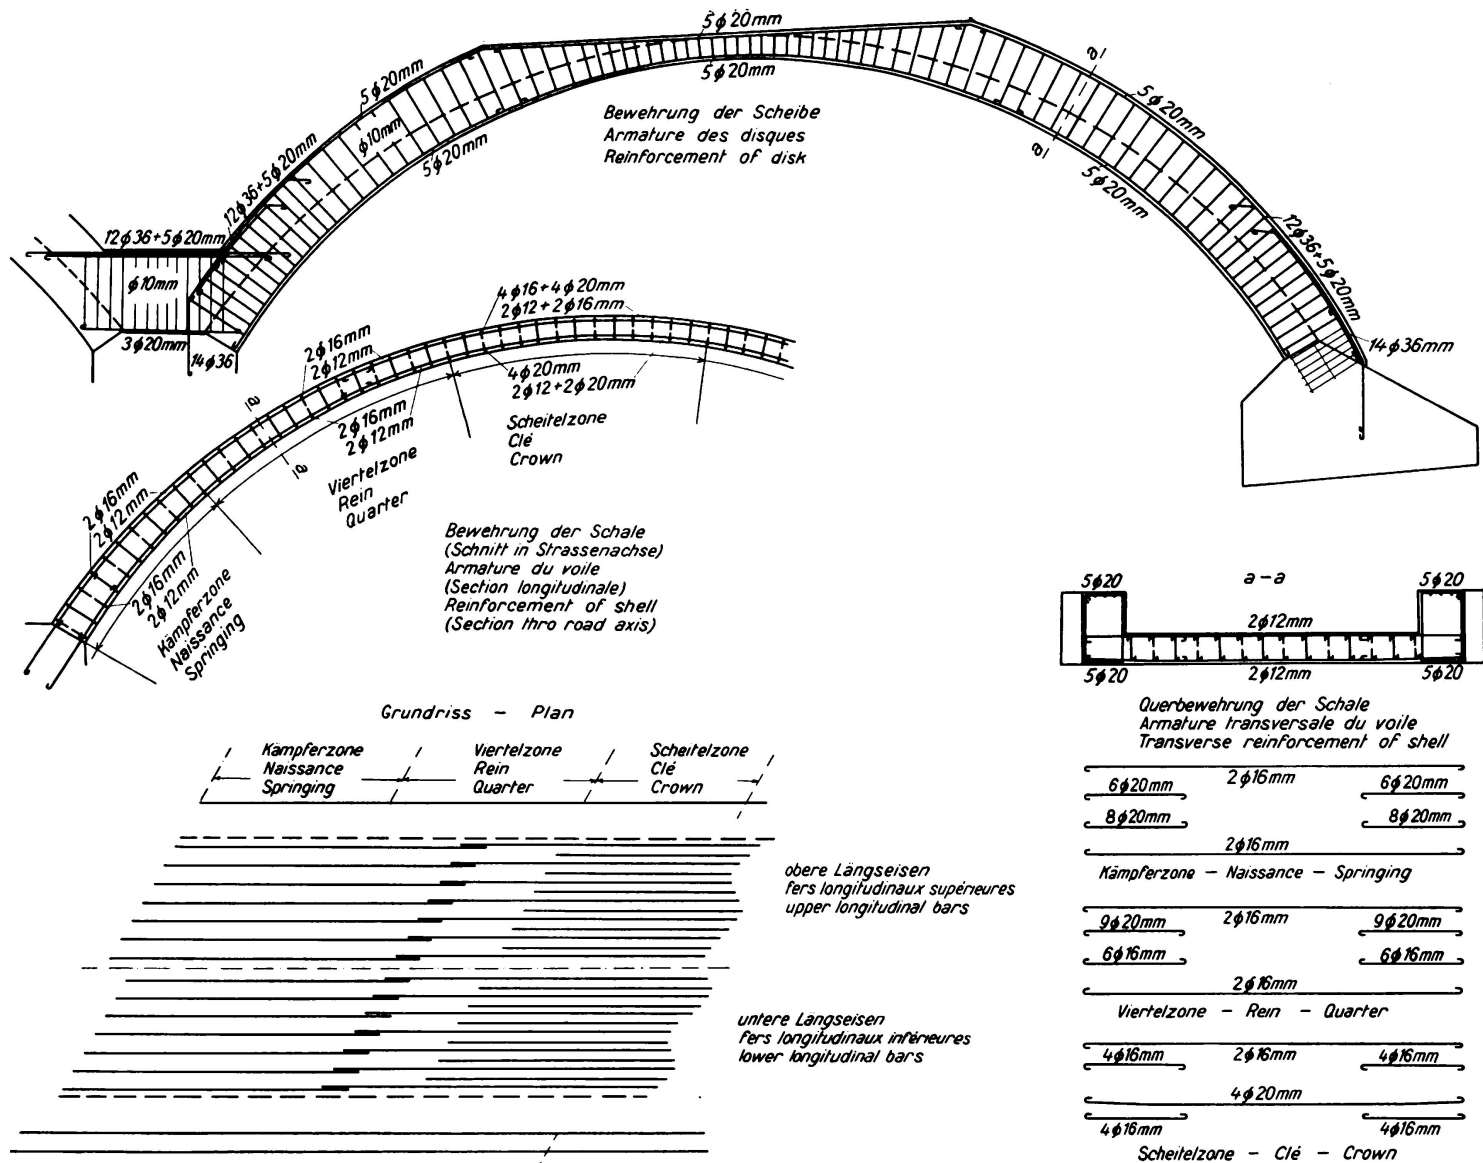 5ϕ20mm
5ϕ20mm
5ϕ20mm
ϕ10mm
5ϕ20mm
12ϕ36+5ϕ20mm
Bewehrung der Scheibe
Armature des disques
Reinforcement of disk
a
a
5ϕ20mm
5ϕ20mm
12ϕ36+5ϕ20mm
14ϕ36mm
12ϕ36+5ϕ20mm
ϕ10mm
3ϕ20mm
14ϕ36
4ϕ16+4ϕ20mm
2ϕ12+2ϕ16mm
2ϕ16mm
2ϕ12mm
4ϕ20mm
2ϕ12+2ϕ20mm
a
a
2ϕ16mm
2ϕ12mm
Scheitelzone
Clé
Crown
Viertelzone
Rein
Quarter
2ϕ16mm
2ϕ12mm
2ϕ16mm
2ϕ12mm
Kämpferzone
Naissance
Springing
Bewehrung der Schale
(Schnitt in Strassenachse)
Armature du voile
(Section longitudinale)
Reinforcement of shell
(Section thro road axis)
a-a
5ϕ20
5ϕ20
2ϕ12mm
2ϕ12mm
5ϕ20
5ϕ20
Querbewehrung der Schale
Armature transversale du voile
Transverse reinforcement of shell
2ϕ16mm
6ϕ20mm
6ϕ20mm
8ϕ20mm
8ϕ20mm
2ϕ16mm
Kämpferzone - Naissance - Springing
9ϕ20mm
2ϕ16mm
9ϕ20mm
6ϕ16mm
6ϕ16mm
2ϕ16mm
Viertelzone - Rein - Quarter
4ϕ16mm
2ϕ16mm
4ϕ16mm
4ϕ20mm
4ϕ16mm
4ϕ16mm
Scheitelzone - Clé - Crown
Grundriss - Plan
Kämpferzone
Naissance
Springing
Viertelzone
Rein
Quarter
Scheitelzone
Clé
Crown
obere Längseisen
fers longitudinaux supérieures
upper longitudinal bars
untere Längseisen
fers longitudinaux inférieures
lower longitudinal bars